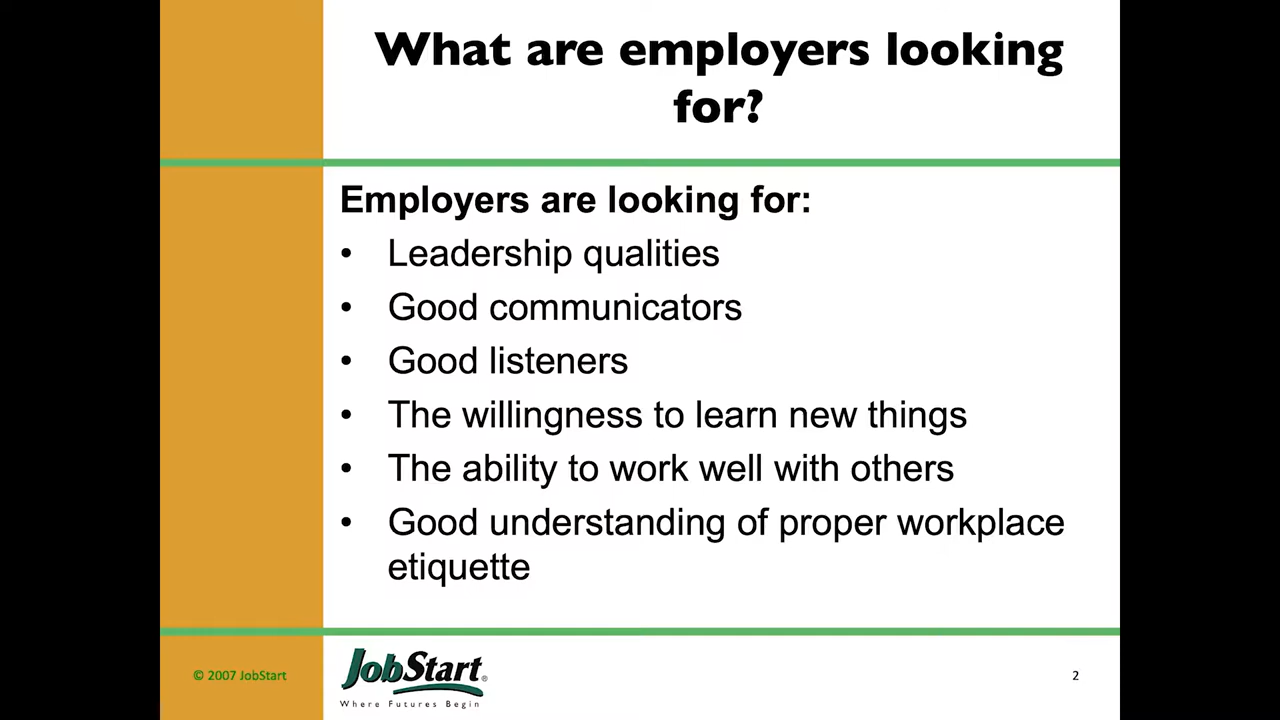 What are employers looking
for?
Employers are looking for:
• Leadership qualities
• Good communicators
• Good listeners
• The willingness to learn new things
• The ability to work well with others
• Good understanding of proper workplace
etiquette
© 2007 JobStart
JobStart®
Where Futures Begin
2